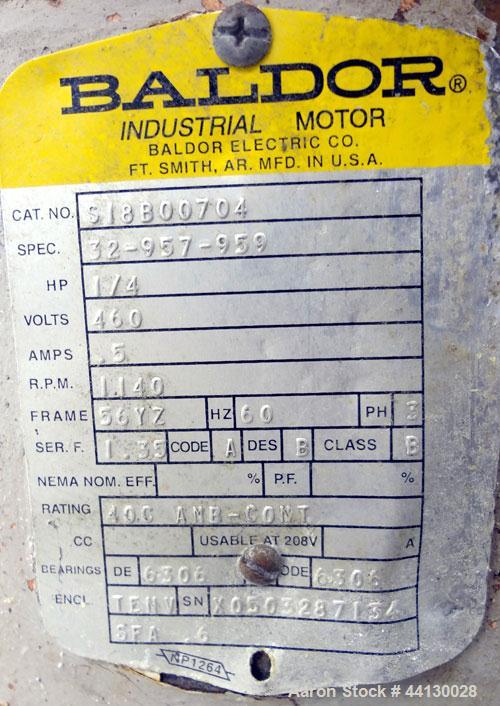 BALDOR®
INDUSTRIAL MOTOR
BALDOR ELECTRIC CO.
FT. SMITH, AR. MFD. IN U.S.A.
CAT. NO. S18B00704
SPEC. 32-957-959
HP 1/4
VOLTS 460
AMPS .5
R.P.M. 1140
FRAME 56YZ HZ 60 PH 3
SER. F. 1.35 CODE A DES B CLASS B
NEMA NOM. EFF. % P.F. %
RATING 40C AMB-CONT
CC USABLE AT 208V A
BEARINGS DE 6306 ODE
ENCL. TENV SN X0503287134
SFA .6
NP1264
Aaron Stock # 44130028